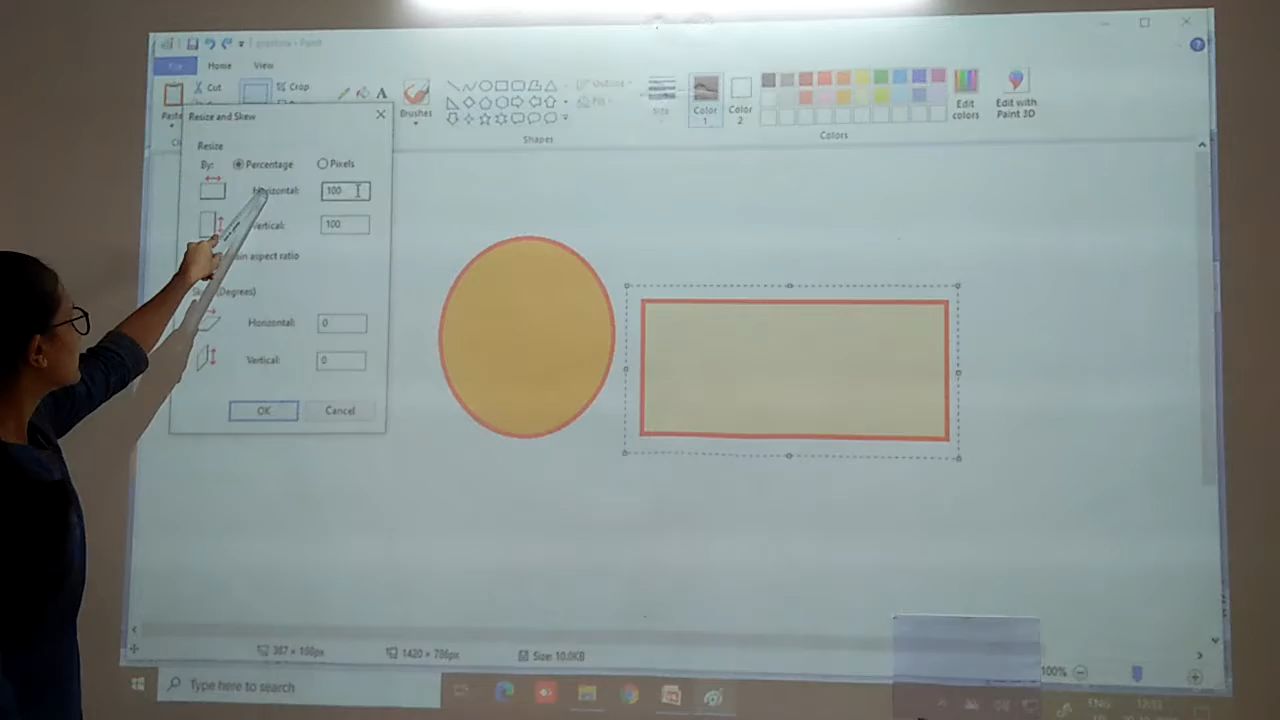 - Paint
File
Home
View
Cut
Crop
Paste
Brushes
Outline
Fill
Shapes
Size
Color
1
Color
2
Edit
colors
Edit with
Paint 3D
Colors
Resize and Skew
Resize
By:
Percentage
Pixels
Horizontal:
100
Vertical:
100
aspect ratio
(Degrees)
Horizontal:
0
Vertical:
0
OK
Cancel
1420 ×
Size: 10.0KB
100%
Type here to search